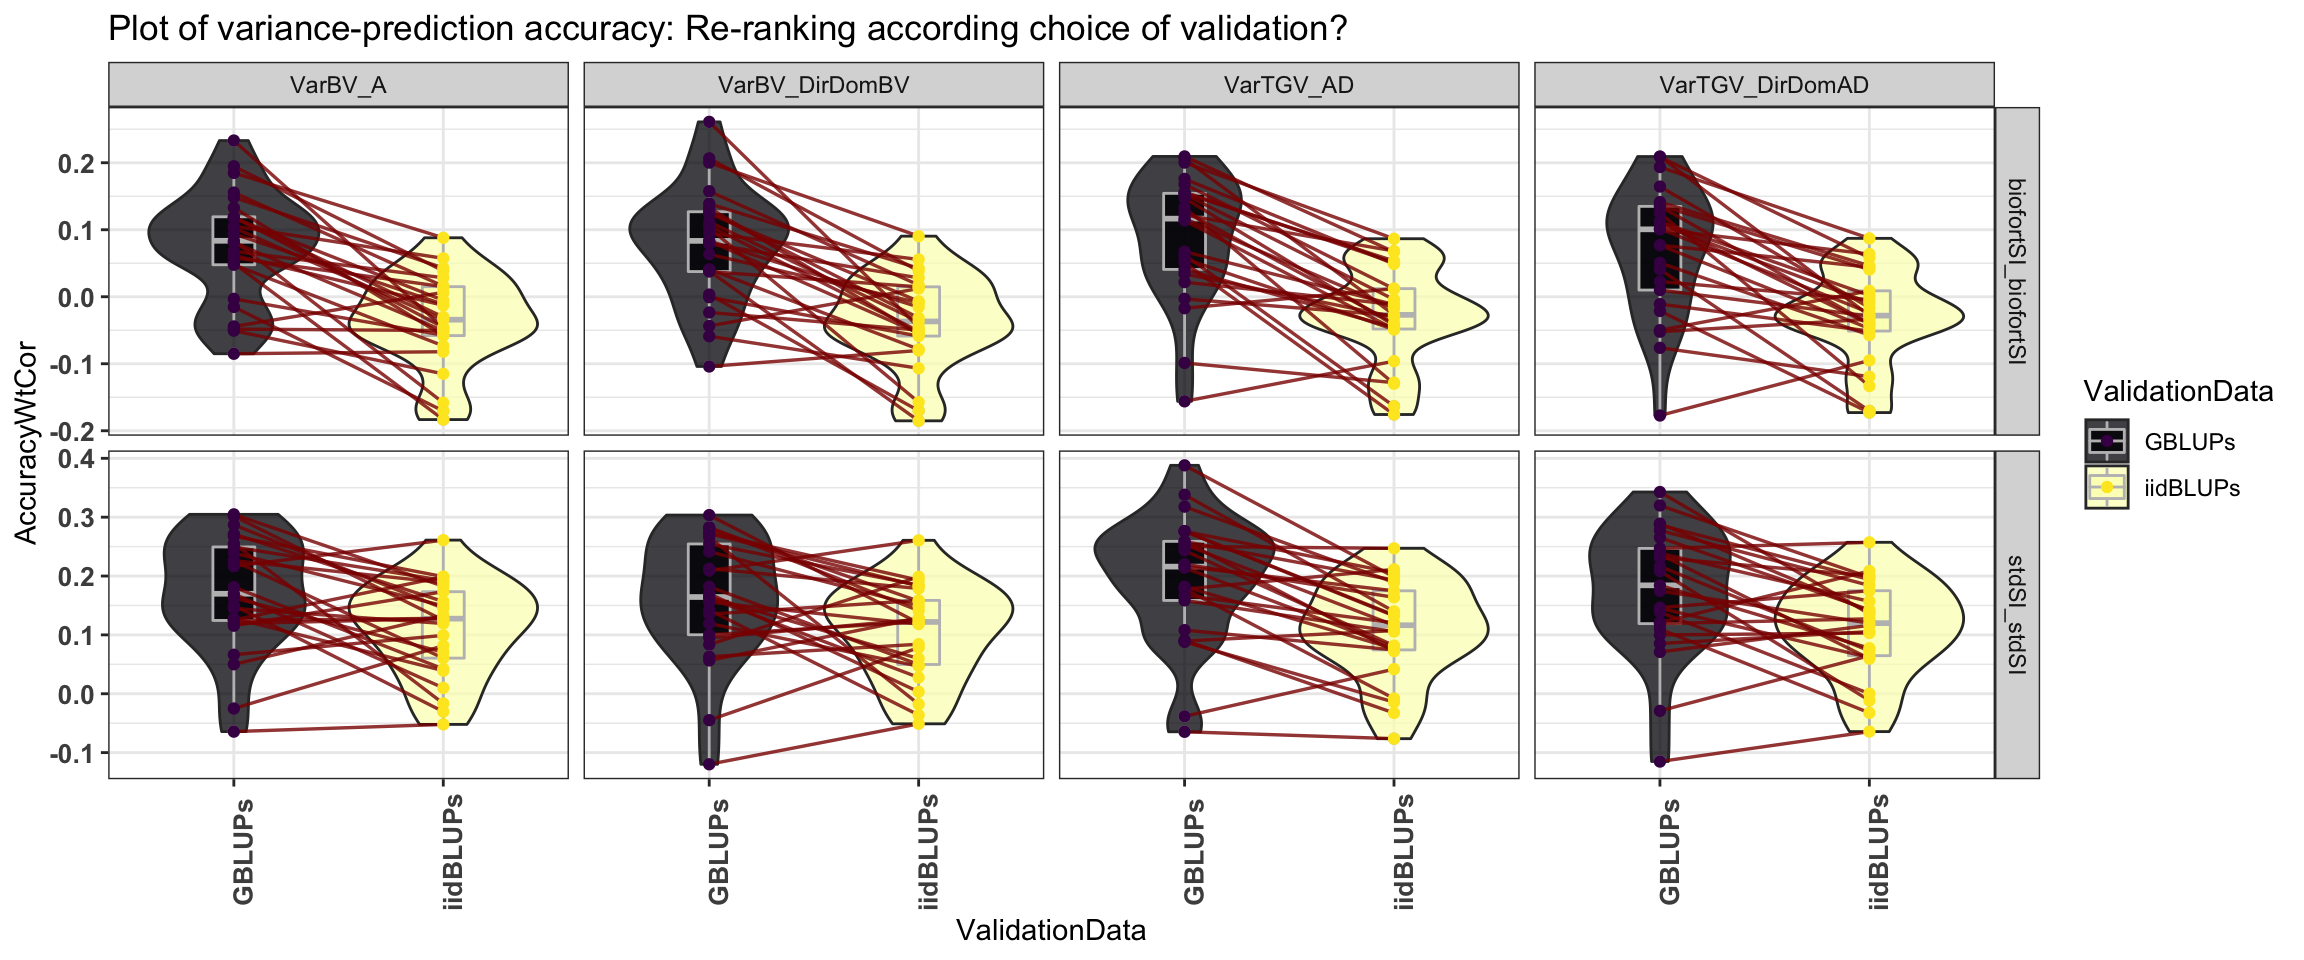 Plot of variance-prediction accuracy: Re-ranking according choice of validation?
VarBV_A
VarBV_DirDomBV
VarTGV_AD
VarTGV_DirDomAD
AccuracyWtCor
0.2
0.1
0.0
-0.1
-0.2
biofortSI_biofortSI
0.4
0.3
0.2
0.1
0.0
-0.1
stdSI_stdSI
GBLUPs
iidBLUPs
GBLUPs
iidBLUPs
GBLUPs
iidBLUPs
GBLUPs
iidBLUPs
ValidationData
ValidationData
GBLUPs
iidBLUPs